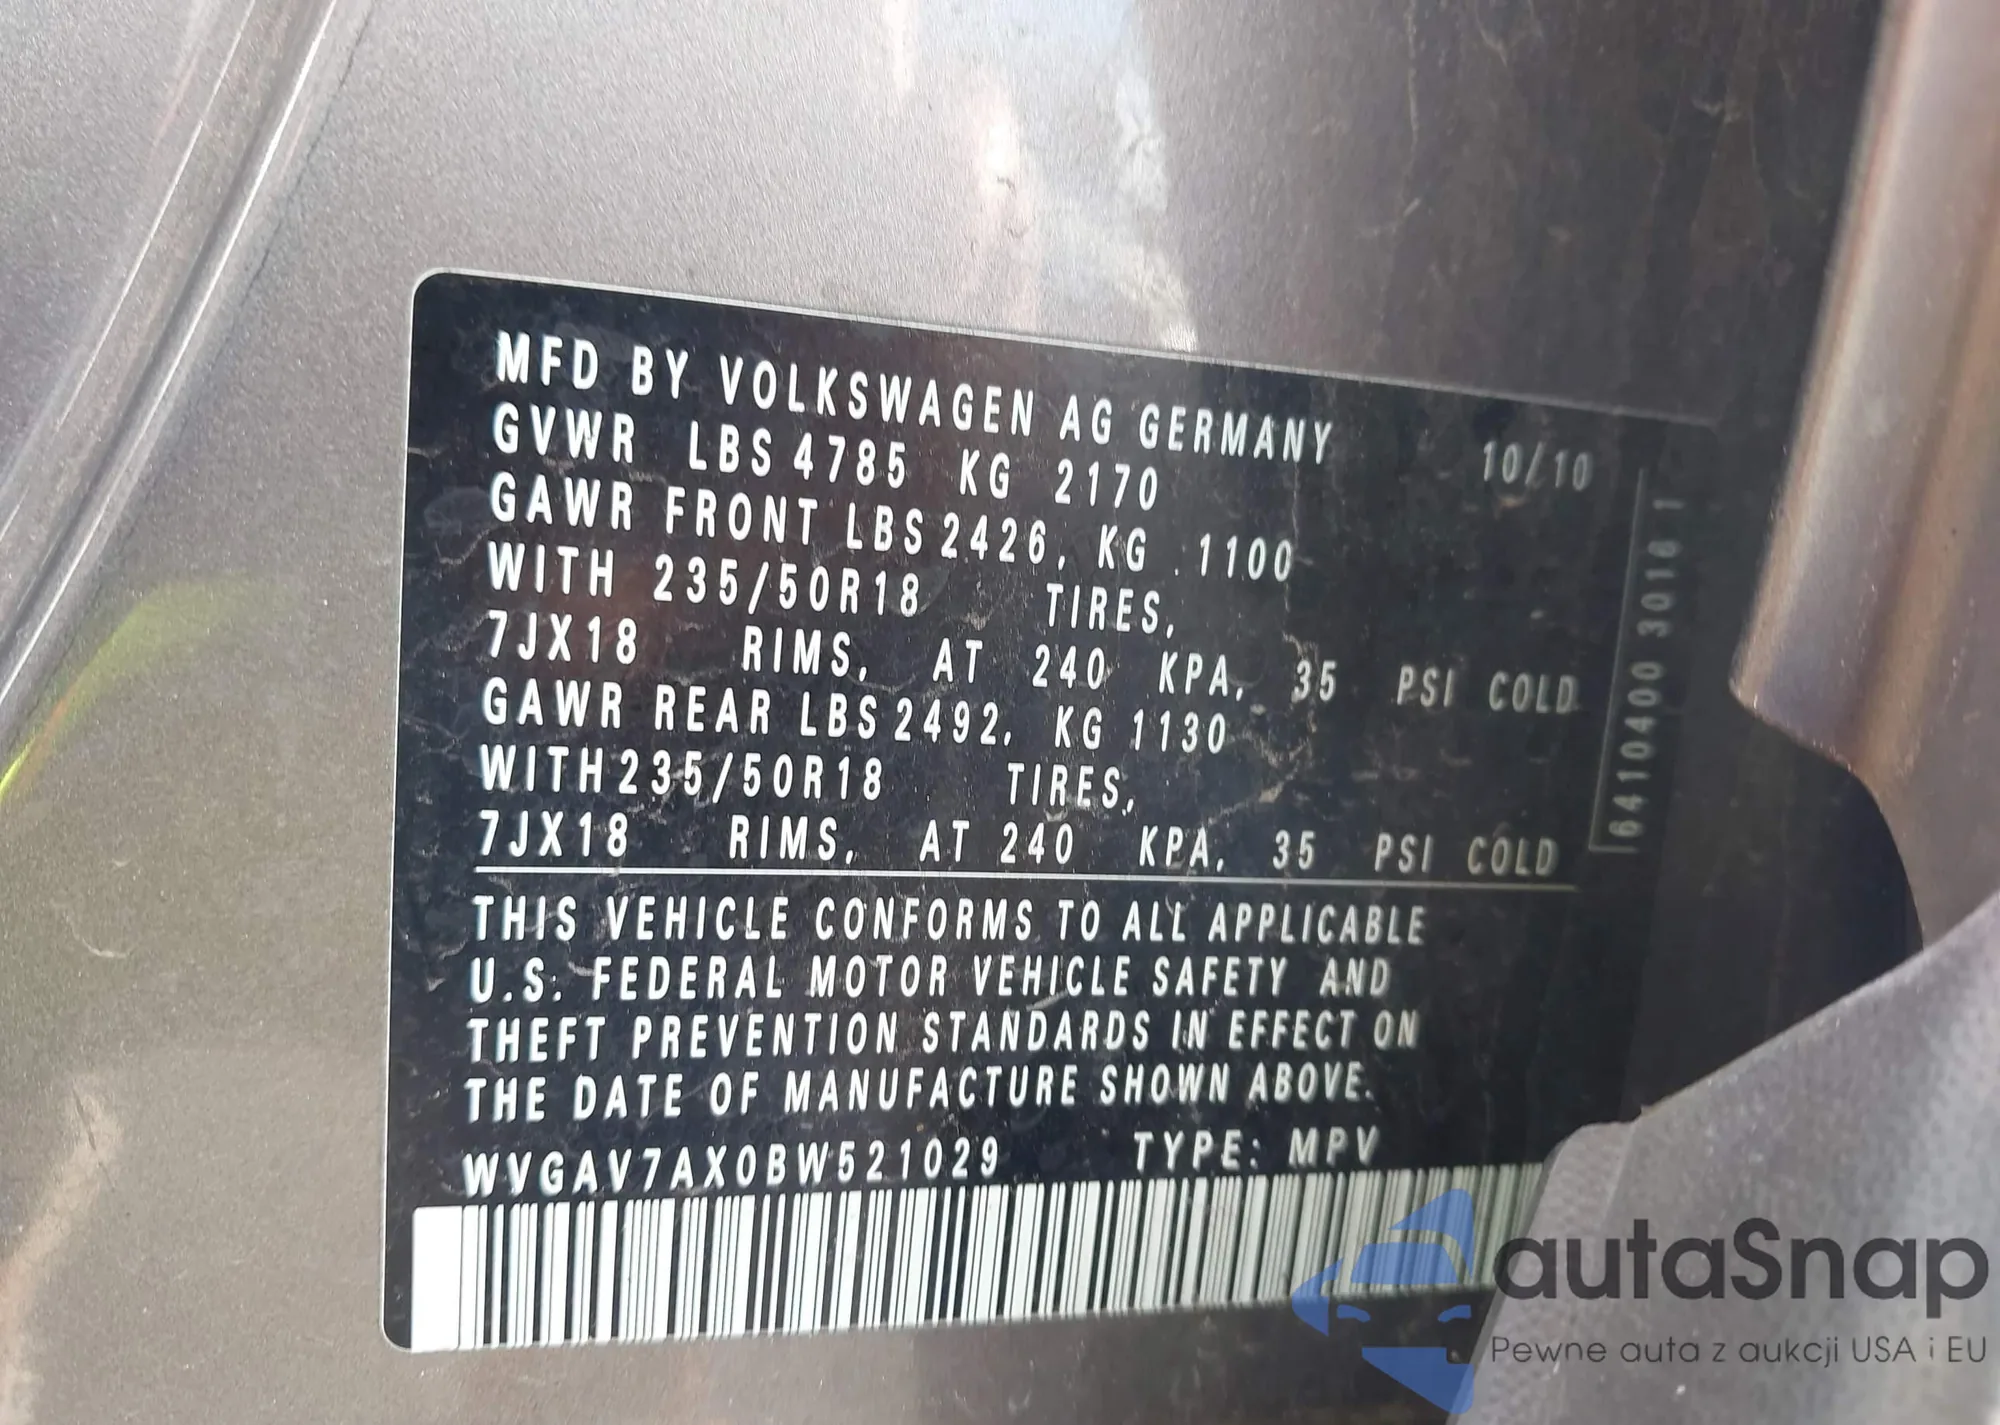 MFD BY VOLKSWAGEN AG GERMANY 10/10
GVWR LBS 4785 KG 2170
GAWR FRONT LBS 2426, KG .1100
WITH 235/50R18 TIRES,
7JX18 RIMS, AT 240 KPA, 35 PSI COLD
GAWR REAR LBS 2492, KG 1130
WITH 235/50R18 TIRES,
7JX18 RIMS, AT 240 KPA, 35 PSI COLD
THIS VEHICLE CONFORMS TO ALL APPLICABLE
U.S. FEDERAL MOTOR VEHICLE SAFETY AND
THEFT PREVENTION STANDARDS IN EFFECT ON
THE DATE OF MANUFACTURE SHOWN ABOVE.
WVGAV7AX0BW521029 TYPE: MPV
autaSnap
Pewne auta z aukcji USA i EU